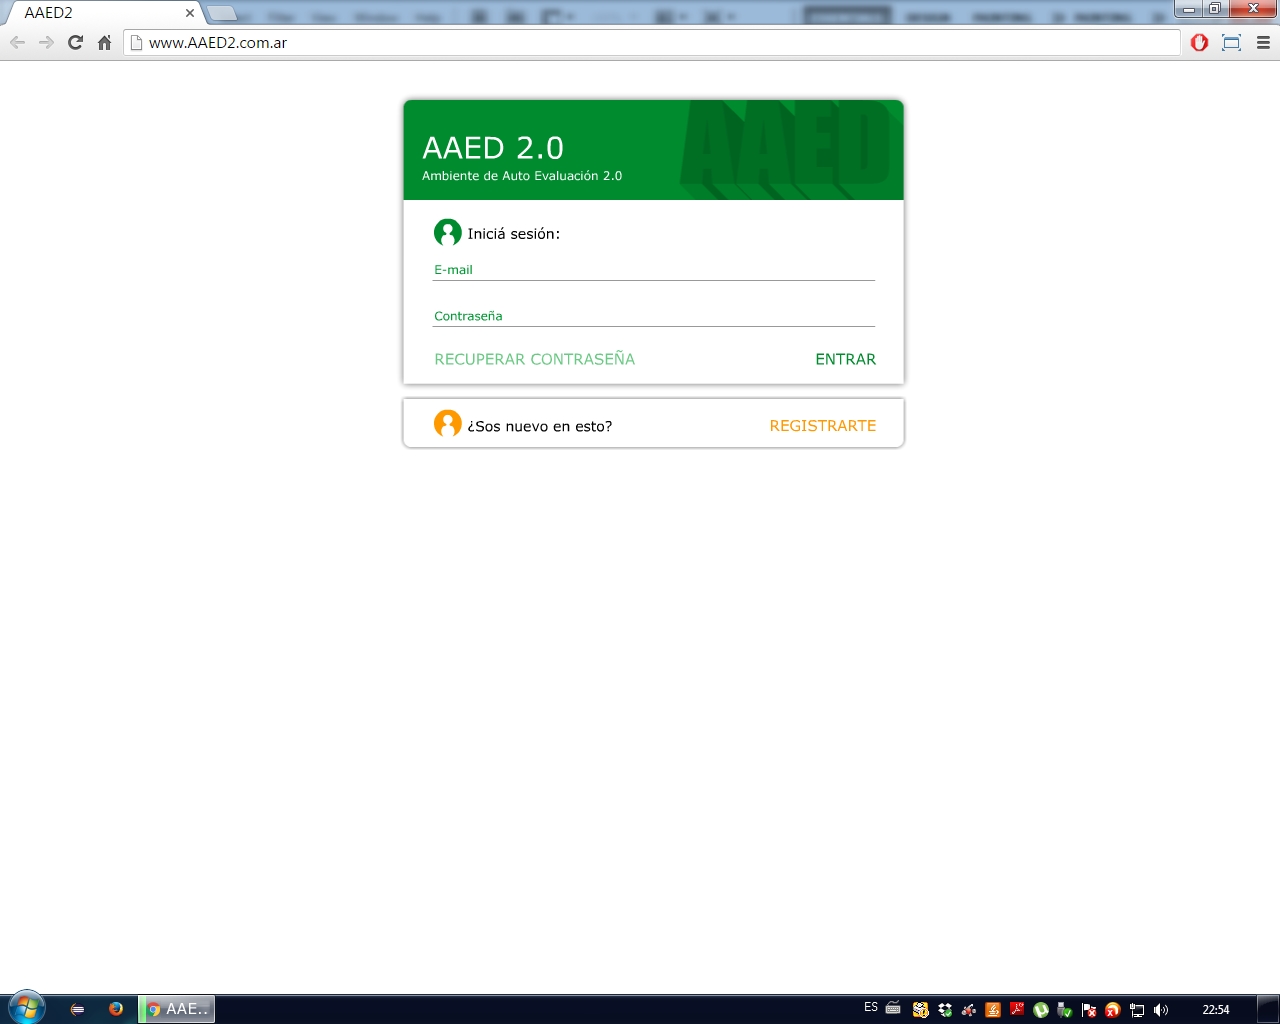 AAED2
www.AAED2.com.ar
AAED
AAED 2.0
Ambiente de Auto Evaluación 2.0
Iniciá sesión:
E-mail
Contraseña
RECUPERAR CONTRASEÑA
ENTRAR
¿Sos nuevo en esto?
REGISTRARTE
AAE..
ES
22:54